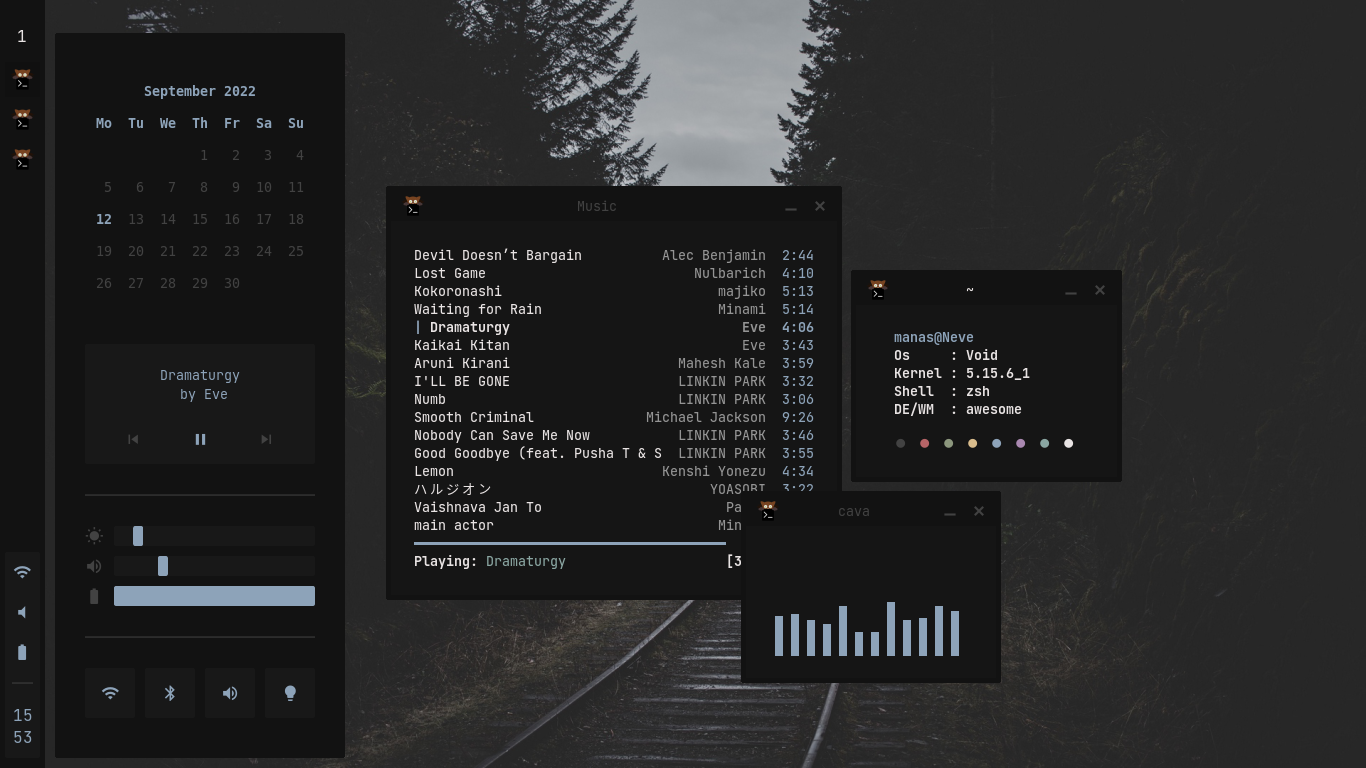 1
September 2022
Mo Tu We Th Fr Sa Su
1 2 3 4
5 6 7 8 9 10 11
12 13 14 15 16 17 18
19 20 21 22 23 24 25
26 27 28 29 30
Dramaturgy
by Eve
15
53
Music
Devil Doesn’t Bargain Alec Benjamin 2:44
Lost Game Nulbarich 4:10
Kokoronashi majiko 5:13
Waiting for Rain Minami 5:14
| Dramaturgy Eve 4:06
Kaikai Kitan Eve 3:43
Aruni Kirani Mahesh Kale 3:59
I'LL BE GONE LINKIN PARK 3:32
Numb LINKIN PARK 3:06
Smooth Criminal Michael Jackson 9:26
Nobody Can Save Me Now LINKIN PARK 3:46
Good Goodbye (feat. Pusha T & S LINKIN PARK 3:55
Lemon Kenshi Yonezu 4:34
ハルジオン YOASOBI 3:22
Vaishnava Jan To Pa
main actor Min
Playing: Dramaturgy [3
~
manas@Neve
Os : Void
Kernel : 5.15.6_1
Shell : zsh
DE/WM : awesome
cava